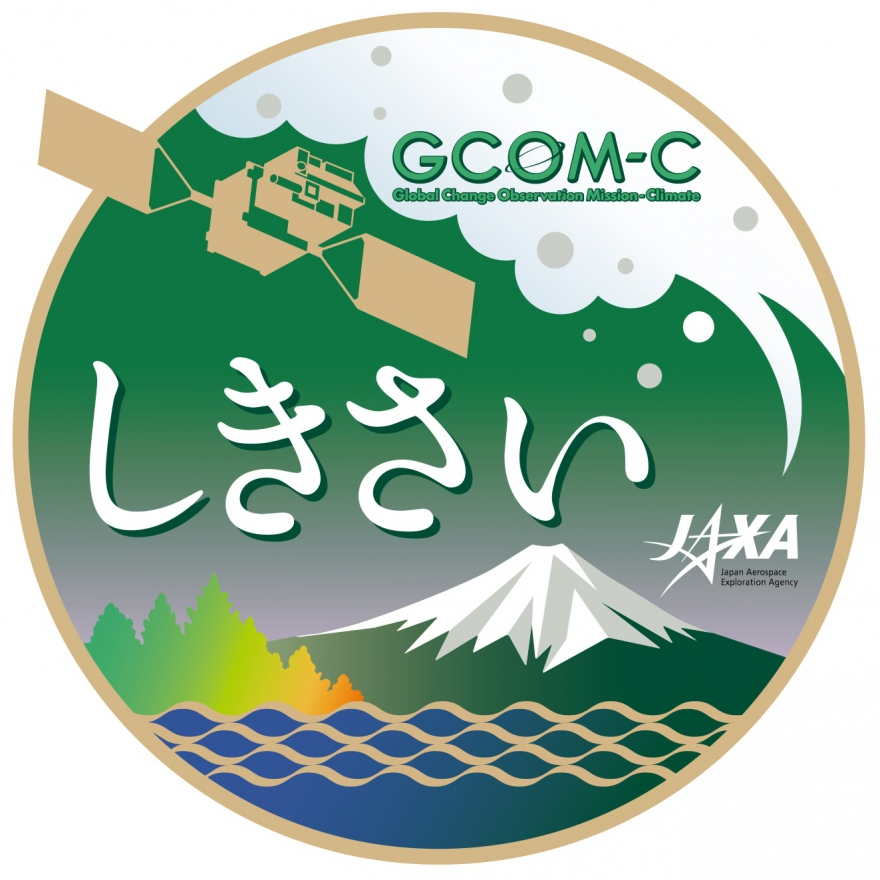 GCOM-C
Global Change Observation Mission-Climate
しきさい
JAXA
Japan Aerospace
Exploration Agency